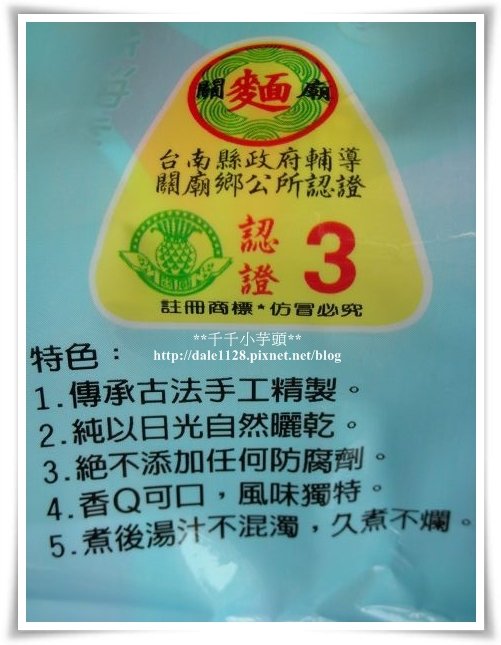 關麵廟
台南縣政府輔導
關廟鄉公所認證
認證 3
註冊商標*仿冒必究
**千千小芋頭**
http://dale1128.pixnet.net/blog
特色：
1.傳承古法手工精製。
2.純以日光自然曬乾。
3.絕不添加任何防腐劑。
4.香Q可口，風味獨特。
5.煮後湯汁不混濁，久煮不爛。